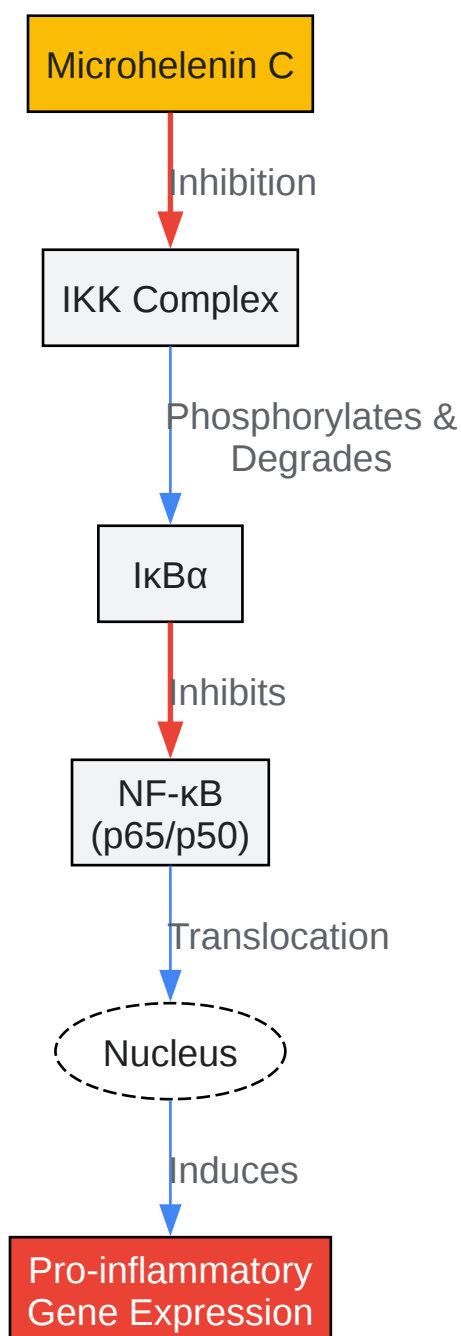 Microhelenin C
Inhibition
IKK Complex
Phosphorylates &
Degrades
IκBα
Inhibits
NF-κB
(p65/p50)
Translocation
Nucleus
Induces
Pro-inflammatory
Gene Expression